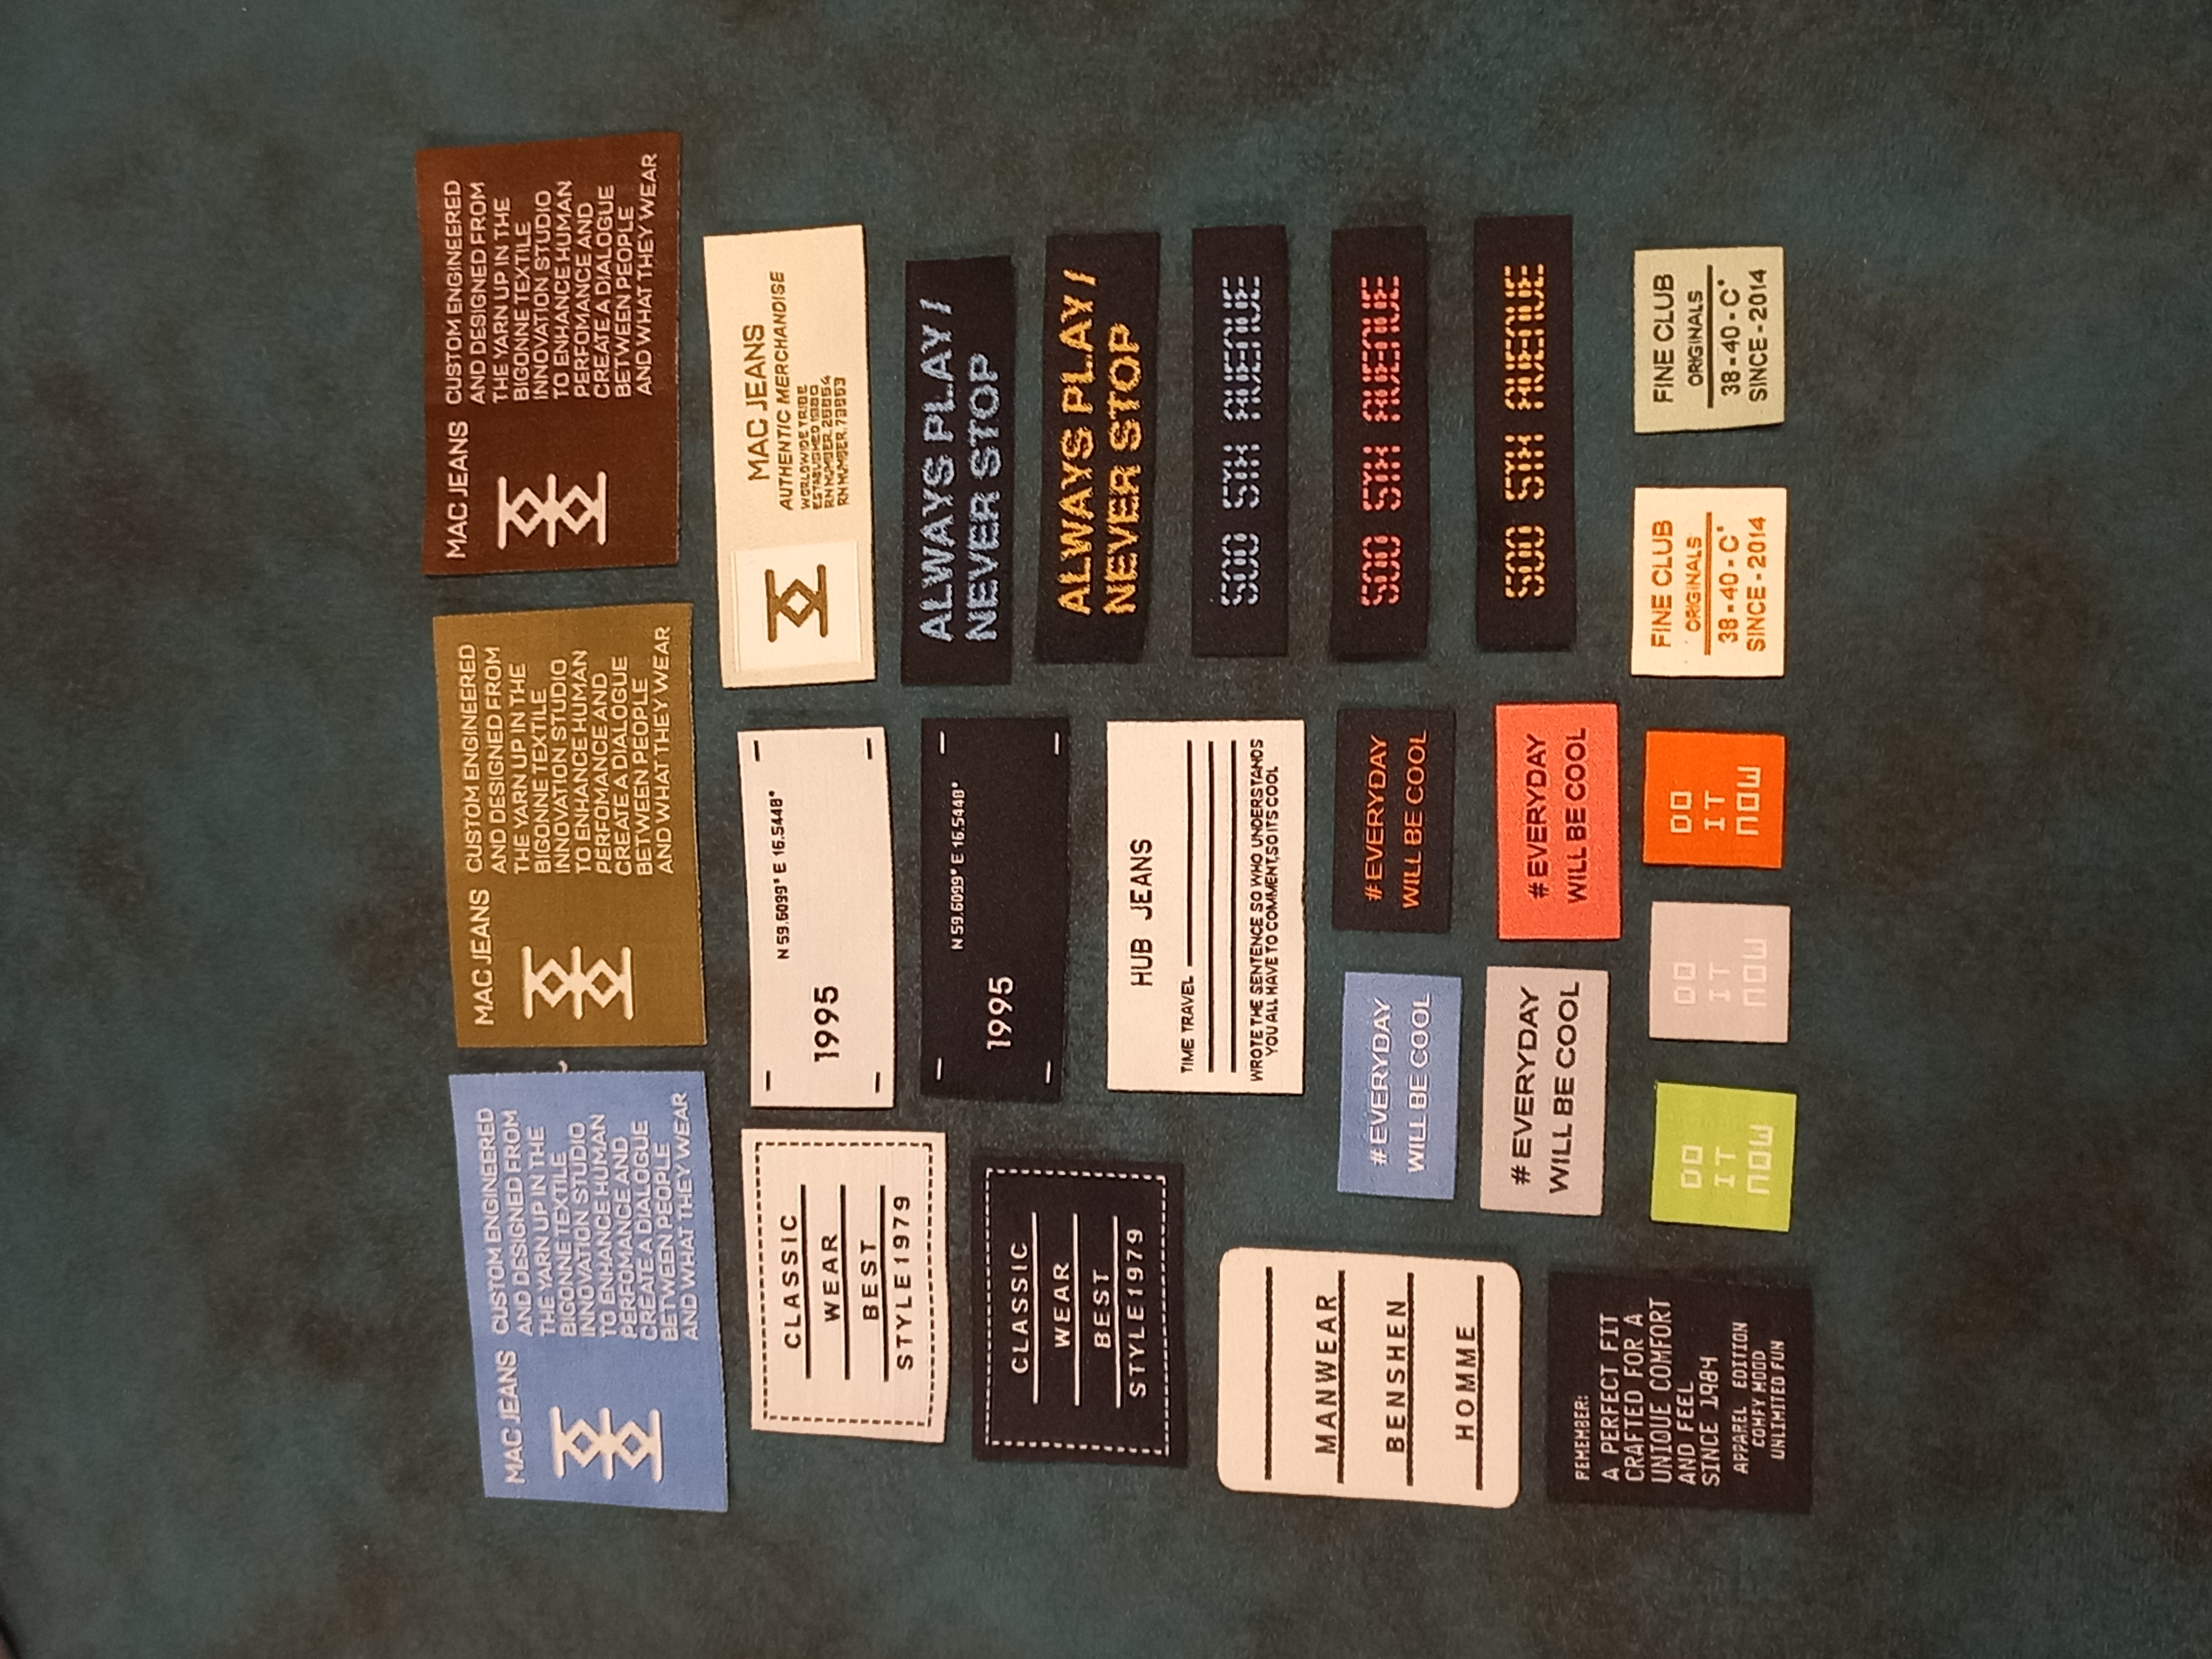 MAC JEANS
CUSTOM ENGINEERED
AND DESIGNED FROM
THE YARN UP IN THE
BIGONNE TEXTILE
INNOVATION STUDIO
TO ENHANCE HUMAN
PERFOMANCE AND
CREATE A DIALOGUE
BETWEEN PEOPLE
AND WHAT THEY WEAR
MAC JEANS
CUSTOM ENGINEERED
AND DESIGNED FROM
THE YARN UP IN THE
BIGONNE TEXTILE
INNOVATION STUDIO
TO ENHANCE HUMAN
PERFOMANCE AND
CREATE A DIALOGUE
BETWEEN PEOPLE
AND WHAT THEY WEAR
MAC JEANS
CUSTOM ENGINEERED
AND DESIGNED FROM
THE YARN UP IN THE
BIGONNE TEXTILE
INNOVATION STUDIO
TO ENHANCE HUMAN
PERFOMANCE AND
CREATE A DIALOGUE
BETWEEN PEOPLE
AND WHAT THEY WEAR
CLASSIC
WEAR
BEST
STYLE1979
N 59.6099° E 16.5448°
1995
MAC JEANS
AUTHENTIC MERCHANDISE
WORLDWIDE TRIBE
ESTABLISHED 1980
RN NUMBER.
RN NUMBER.
CLASSIC
WEAR
BEST
STYLE1979
N 59.6099° E 16.5448°
1995
ALWAYS PLAY /
NEVER STOP
ALWAYS PLAY /
NEVER STOP
HUB JEANS
TIME TRAVEL
WROTE THE SENTENCE SO WHO UNDERSTANDS
YOU ALL HAVE TO COMMENT,SO ITS COOL
500 5TH AVENUE
500 5TH AVENUE
500 5TH AVENUE
MANWEAR
BENSHEN
HOMME
# EVERYDAY
WILL BE COOL
# EVERYDAY
WILL BE COOL
# EVERYDAY
WILL BE COOL
# EVERYDAY
WILL BE COOL
REMEMBER:
A PERFECT FIT
CRAFTED FOR A
UNIQUE COMFORT
AND FEEL
SINCE 1984
APPAREL EDITION
COMFY MOOD
UNLIMITED FUN
DO
IT
NOW
DO
IT
NOW
DO
IT
NOW
FINE CLUB
ORIGINALS
38-40-C°
SINCE-2014
FINE CLUB
ORIGINALS
38-40-C°
SINCE-2014